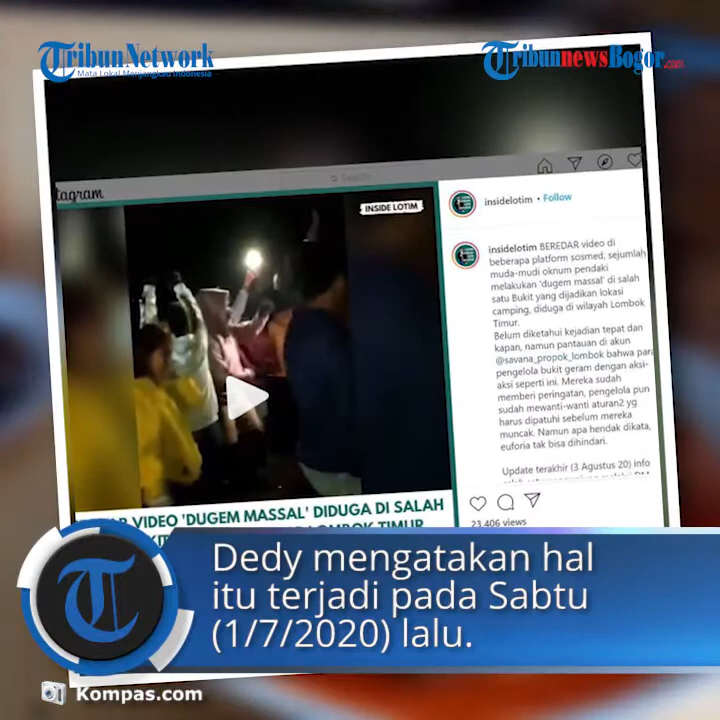 TribunNetwork
Mata Lokal Menjangkau Indonesia
TribunnewsBogor.com
tagram
Search
INSIDE LOTIM
insidelotim • Follow
insidelotim BEREDAR video di
beberapa platform sosmed, sejumlah
muda-mudi oknum pendaki
melakukan 'dugem massal' di salah
satu Bukit yang dijadikan lokasi
camping, diduga di wilayah Lombok
Timur.
Belum diketahui kejadian tepat dan
kapan, namun pantauan di akun
@savana_propok_lombok bahwa para
pengelola bukit geram dengan aksi-
aksi seperti ini. Mereka sudah
memberi peringatan, pengelola pun
sudah mewanti-wanti aturan2 yg
harus dipatuhi sebelum mereka
muncak. Namun apa hendak dikata,
euforia tak bisa dihindari.
Update terakhir (3 Agustus 20) info
23.406 views
VIDEO 'DUGEM MASSAL' DIDUGA DI SALAH
LOMBOK TIMUR
Dedy mengatakan hal
itu terjadi pada Sabtu
(1/7/2020) lalu.
Kompas.com